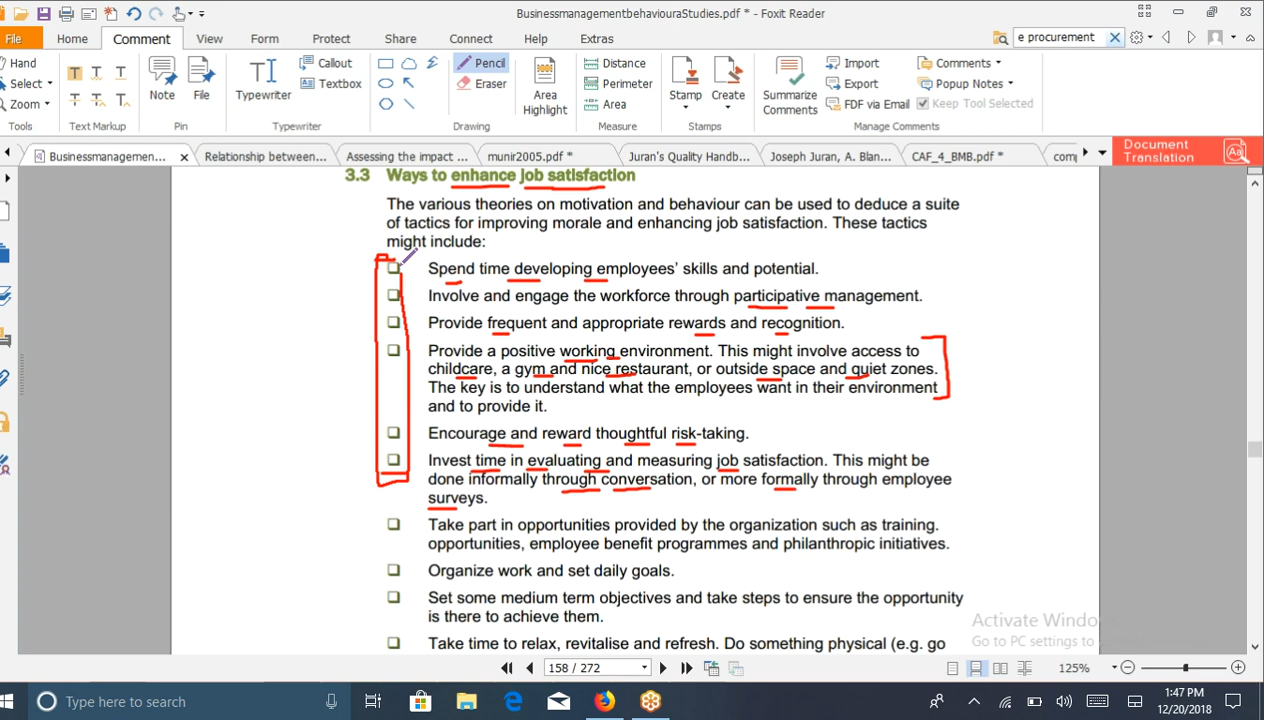 BusinessmanagementbehaviouraStudies.pdf * - Foxit Reader
File Home Comment View Form Protect Share Connect Help Extras e procurement
Hand
Select
Zoom
Tools
Text Markup
Note
File
Pin
Typewriter
Callout
Textbox
Typewriter
Pencil
Eraser
Drawing
Area
Highlight
Distance
Perimeter
Area
Measure
Stamp
Create
Stamps
Summarize
Comments
Import
Export
FDF via Email
Comments
Popup Notes
Keep Tool Selected
Manage Comments
Businessmanagemen... Relationship between... Assessing the impact ... munir2005.pdf * Juran's Quality Handb... Joseph Juran, A. Blan... CAF_4_BMB.pdf * com
Document
Translation
3.3 Ways to enhance job satisfaction
The various theories on motivation and behaviour can be used to deduce a suite
of tactics for improving morale and enhancing job satisfaction. These tactics
might include:
Spend time developing employees' skills and potential.
Involve and engage the workforce through participative management.
Provide frequent and appropriate rewards and recognition.
Provide a positive working environment. This might involve access to
childcare, a gym and nice restaurant, or outside space and quiet zones.
The key is to understand what the employees want in their environment
and to provide it.
Encourage and reward thoughtful risk-taking.
Invest time in evaluating and measuring job satisfaction. This might be
done informally through conversation, or more formally through employee
surveys.
Take part in opportunities provided by the organization such as training.
opportunities, employee benefit programmes and philanthropic initiatives.
Organize work and set daily goals.
Set some medium term objectives and take steps to ensure the opportunity
is there to achieve them.
Take time to relax, revitalise and refresh. Do something physical (e.g. go
Activate Windows
Go to PC settings to
158 / 272
125%
Type here to search
1:47 PM
12/20/2018